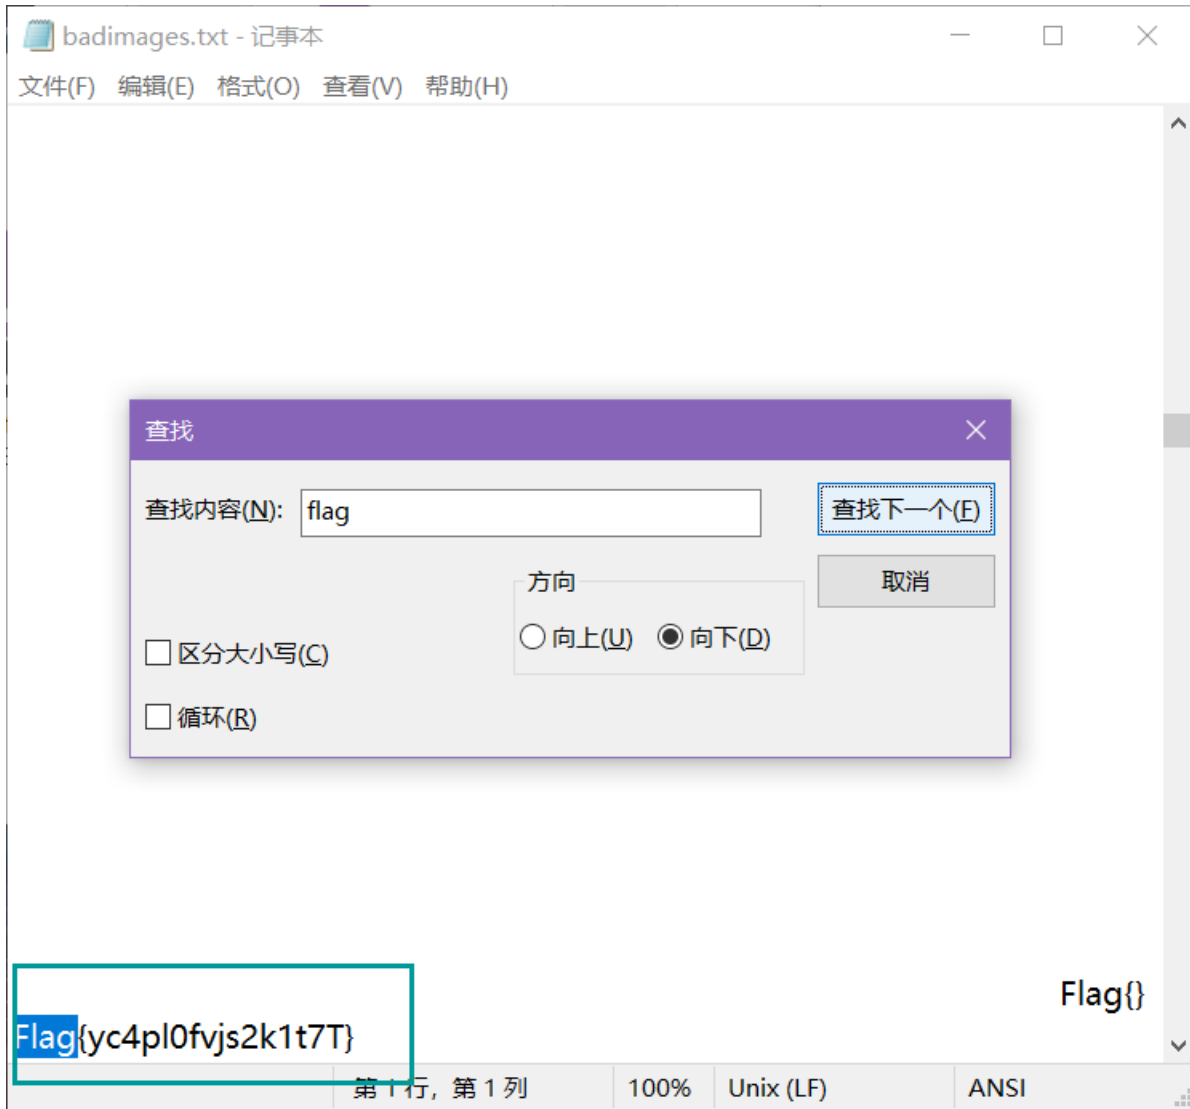 badimages.txt - 记事本
文件(F) 编辑(E) 格式(O) 查看(V) 帮助(H)
查找
查找内容(N): flag 查找下一个(F)
方向 取消
向上(U) 向下(D)
区分大小写(C)
循环(R)
Flag{}
Flag{yc4pl0fvjs2k1t7T}
第 1 行，第 1 列 100% Unix (LF) ANSI